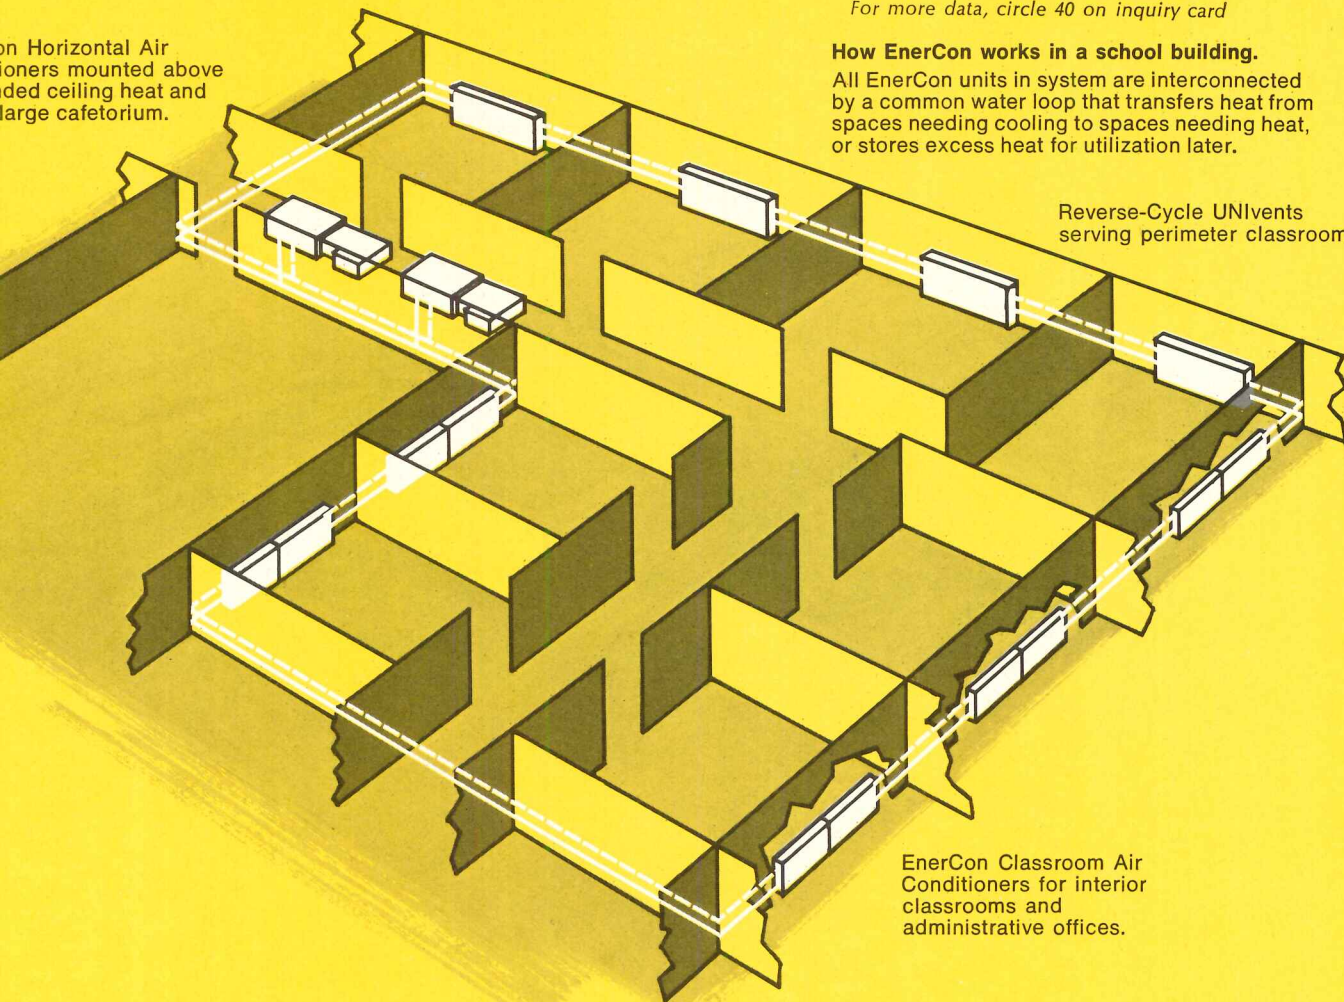 For more data, circle 40 on inquiry card
on Horizontal Air
ioners mounted above
ded ceiling heat and
large cafetorium.
How EnerCon works in a school building.
All EnerCon units in system are interconnected
by a common water loop that transfers heat from
spaces needing cooling to spaces needing heat,
or stores excess heat for utilization later.
Reverse-Cycle UNIvents
serving perimeter classroom
EnerCon Classroom Air
Conditioners for interior
classrooms and
administrative offices.